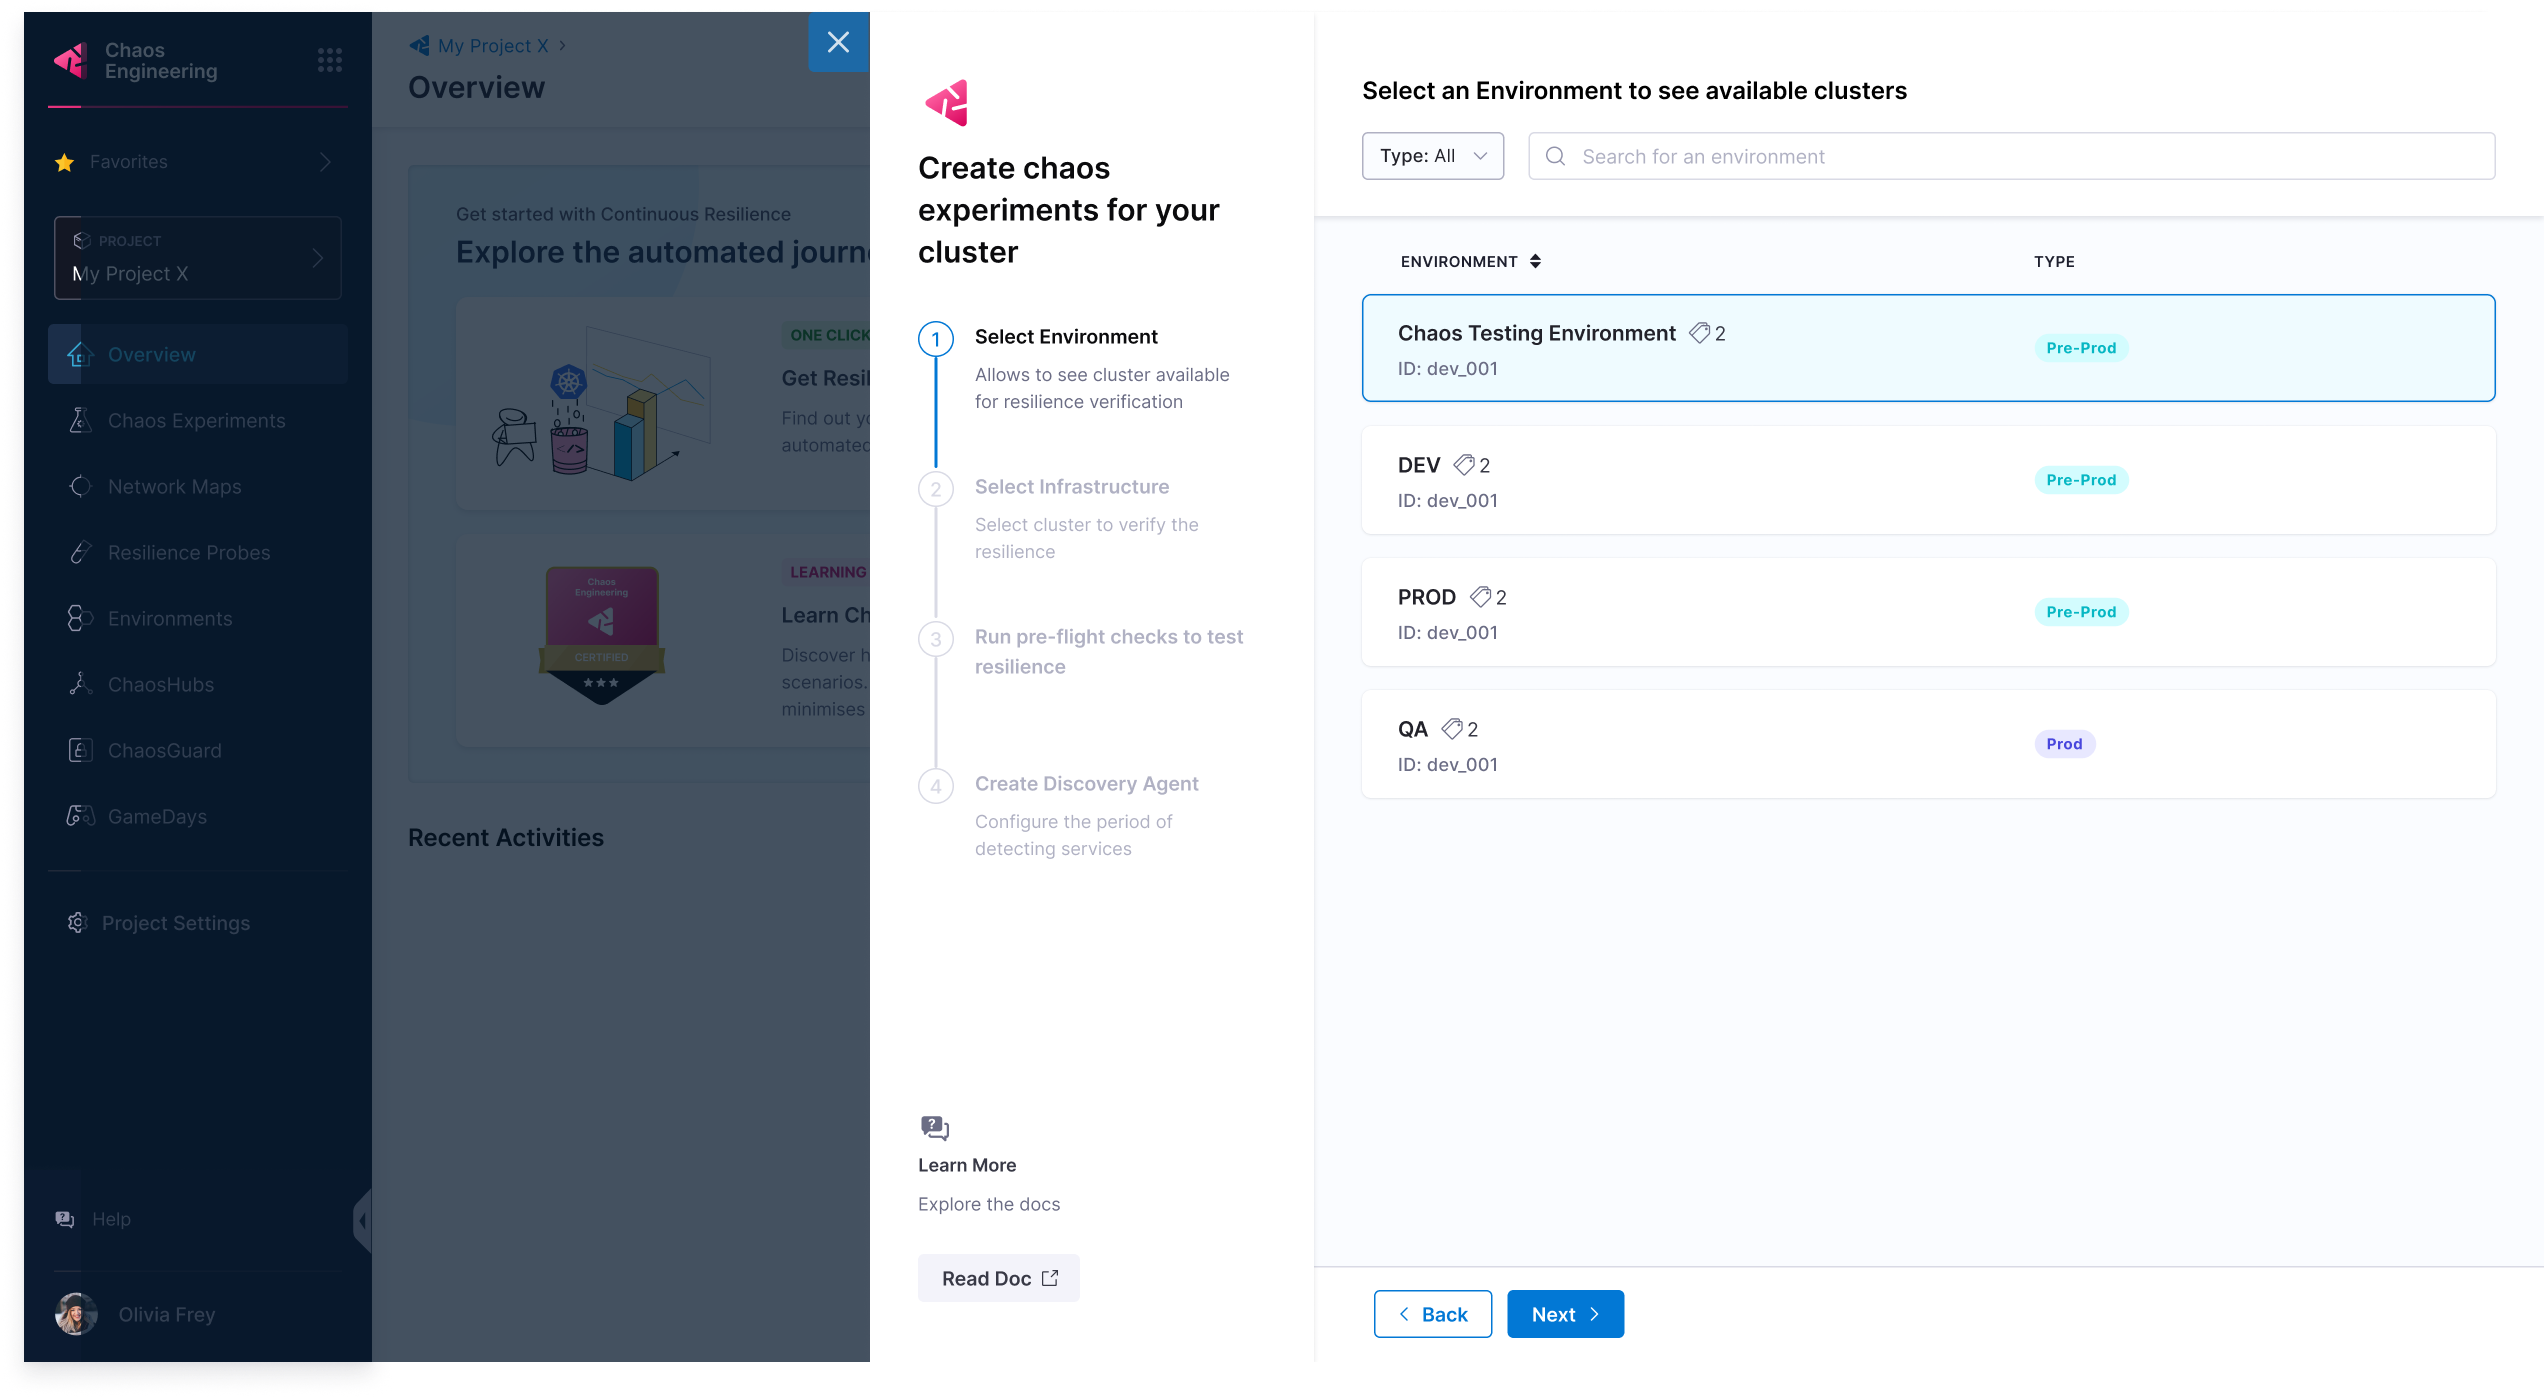 Chaos
Engineering
Favorites
PROJECT
My Project X
Overview
Chaos Experiments
Network Maps
Resilience Probes
Environments
ChaosHubs
ChaosGuard
GameDays
Project Settings
Help
Olivia Frey
My Project X
Overview
Get started with Continuous Resilience
Explore the automated
ONE CLICK
Get
Find out
automated
Chaos
Engineering
CERTIFIED
LEARNING
Learn
Discover
scenarios.
minimises
Recent Activities
Create chaos
experiments for your
cluster
1
Select Environment
Allows to see cluster available
for resilience verification
2
Select Infrastructure
Select cluster to verify the
resilience
3
Run pre-flight checks to test
resilience
4
Create Discovery Agent
Configure the period of
detecting services
Learn More
Explore the docs
Read Doc
Select an Environment to see available clusters
Type: All
Search for an environment
ENVIRONMENT TYPE
Chaos Testing Environment 2
ID: dev_001
Pre-Prod
DEV 2
ID: dev_001
Pre-Prod
PROD 2
ID: dev_001
Pre-Prod
QA 2
ID: dev_001
Prod
Back
Next